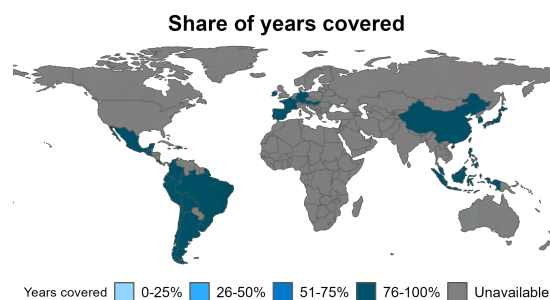 Share of years covered
Years covered 0-25% 26-50% 51-75% 76-100% Unavailable